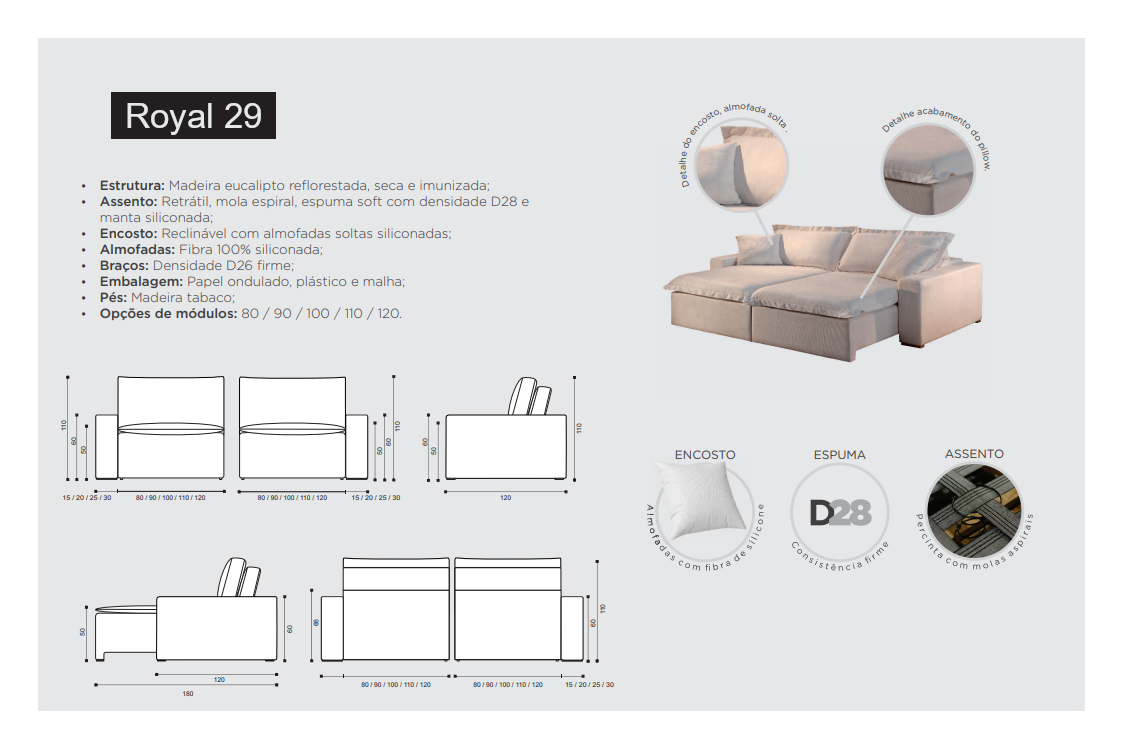 Royal 29
• Estrutura: Madeira eucalipto reflorestada, seca e imunizada;
• Assento: Retrátil, mola espiral, espuma soft com densidade D28 e
manta siliconada;
• Encosto: Reclinável com almofadas soltas siliconadas;
• Almofadas: Fibra 100% siliconada;
• Braços: Densidade D26 firme;
• Embalagem: Papel ondulado, plástico e malha;
• Pés: Madeira tabaco;
• Opções de módulos: 80 / 90 / 100 / 110 / 120.
Detalhe do encosto, almofada solta .
Detalhe acabamento do pillow.
110
60
50
15 / 20 / 25 / 30
80 / 90 / 100 / 110 / 120
80 / 90 / 100 / 110 / 120
15 / 20 / 25 / 30
50
60
110
60
50
120
110
ENCOSTO
Almofadas com fibra de silicone
ESPUMA
D28
Consistência firme
ASSENTO
Percinta com molas aspirais
50
60
120
180
66
80 / 90 / 100 / 110 / 120
80 / 90 / 100 / 110 / 120
15 / 20 / 25 / 30
60
110